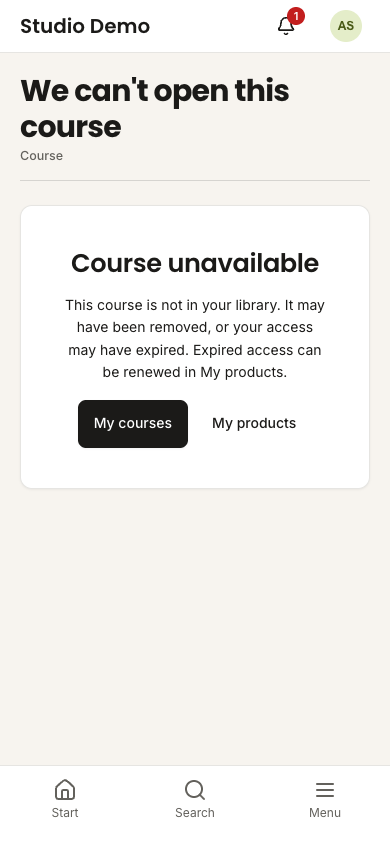 Studio Demo
1
AS
We can't open this
course
Course
Course unavailable
This course is not in your library. It may
have been removed, or your access
may have expired. Expired access can
be renewed in My products.
My courses
My products
Start
Search
Menu